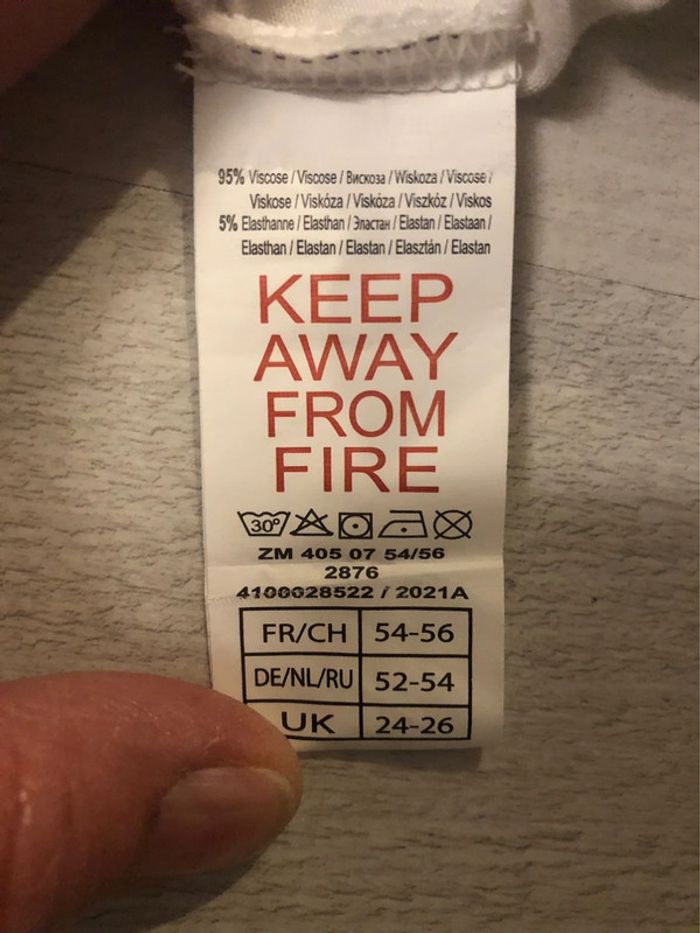 95% Viscose / Viscose / Вискоза / Wiskoza / Viscose /
Viskose / Viskóza / Viskóza / Viszkóz / Viskos
5% Elasthanne / Elasthan / Эластан / Elastan / Elastaan /
Elasthan / Elastan / Elastan / Elasztán / Elastan
KEEP
AWAY
FROM
FIRE
30°
ZM 405 07 54/56
2876
4100028522 / 2021A
FR/CH 54-56
DE/NL/RU 52-54
UK 24-26